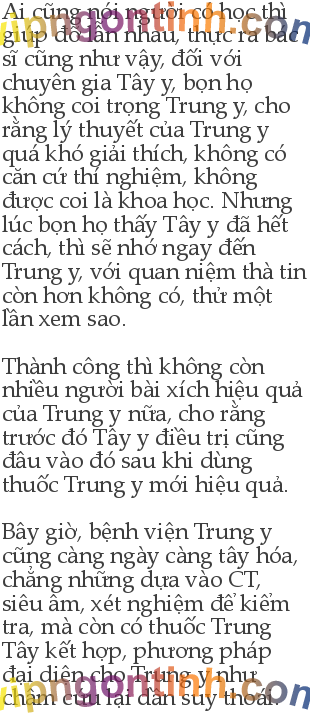 Ai cũng nói người có học thì
giúp đỡ lẫn nhau, thực ra bác
sĩ cũng như vậy, đối với
chuyên gia Tây y, bọn họ
không coi trọng Trung y, cho
rằng lý thuyết của Trung y
quá khó giải thích, không có
căn cứ thí nghiệm, không
được coi là khoa học. Nhưng
lúc bọn họ thấy Tây y đã hết
cách, thì sẽ nhớ ngay đến
Trung y, với quan niệm thà tin
còn hơn không có, thử một
lần xem sao.

Thành công thì không còn
nhiều người bài xích hiệu quả
của Trung y nữa, cho rằng
trước đó Tây y điều trị cũng
đâu vào đó sau khi dùng
thuốc Trung y mới hiệu quả.

Bây giờ, bệnh viện Trung y
cũng càng ngày càng tây hóa,
chẳng những dựa vào CT,
siêu âm, xét nghiệm để kiểm
tra, mà còn có thuốc Trung
Tây kết hợp, phương pháp
đại diện cho Trung y như
châm cứu lại dần suy thoái.
vipngontinh.com
vipngontinh.com